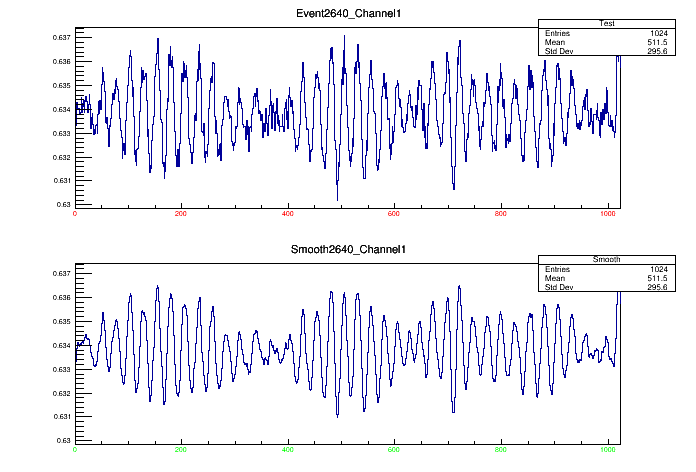 Event2640_Channel1
Test
Entries 1024
Mean 511.5
Std Dev 295.6
0.637
0.636
0.635
0.634
0.633
0.632
0.631
0.63
0 200 400 600 800 1000
Smooth2640_Channel1
Smooth
Entries 1024
Mean 511.5
Std Dev 295.6
0.637
0.636
0.635
0.634
0.633
0.632
0.631
0.63
0 200 400 600 800 1000